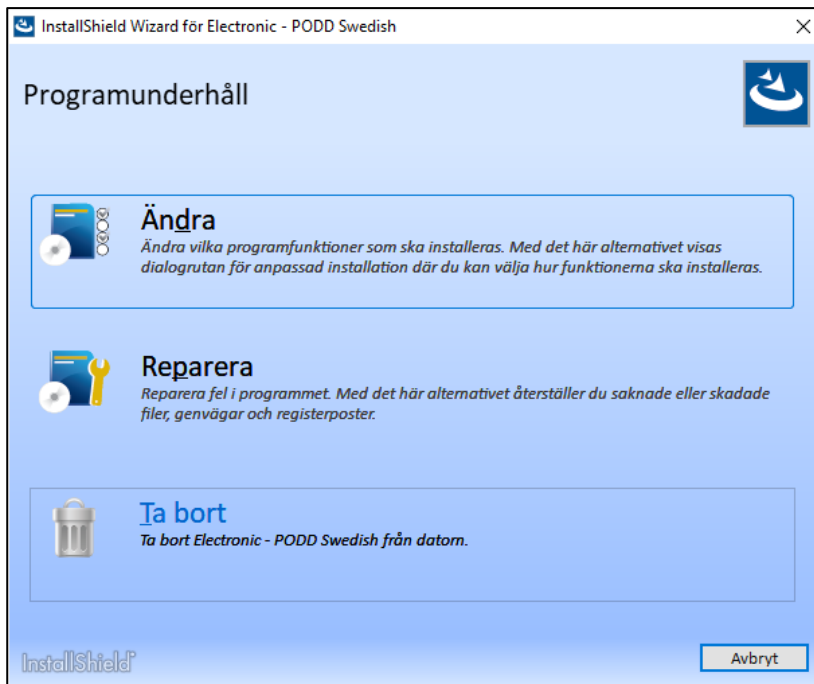 InstallShield Wizard för Electronic - PODD Swedish
Programunderhåll
Ändra
Ändra vilka programfunktioner som ska installeras. Med det här alternativet visas
dialogrutan för anpassad installation där du kan välja hur funktionerna ska installeras.
Reparera
Reparera fel i programmet. Med det här alternativet återställer du saknade eller skadade
filer, genvägar och registerposter.
Ta bort
Ta bort Electronic - PODD Swedish från datorn.
InstallShield
Avbryt